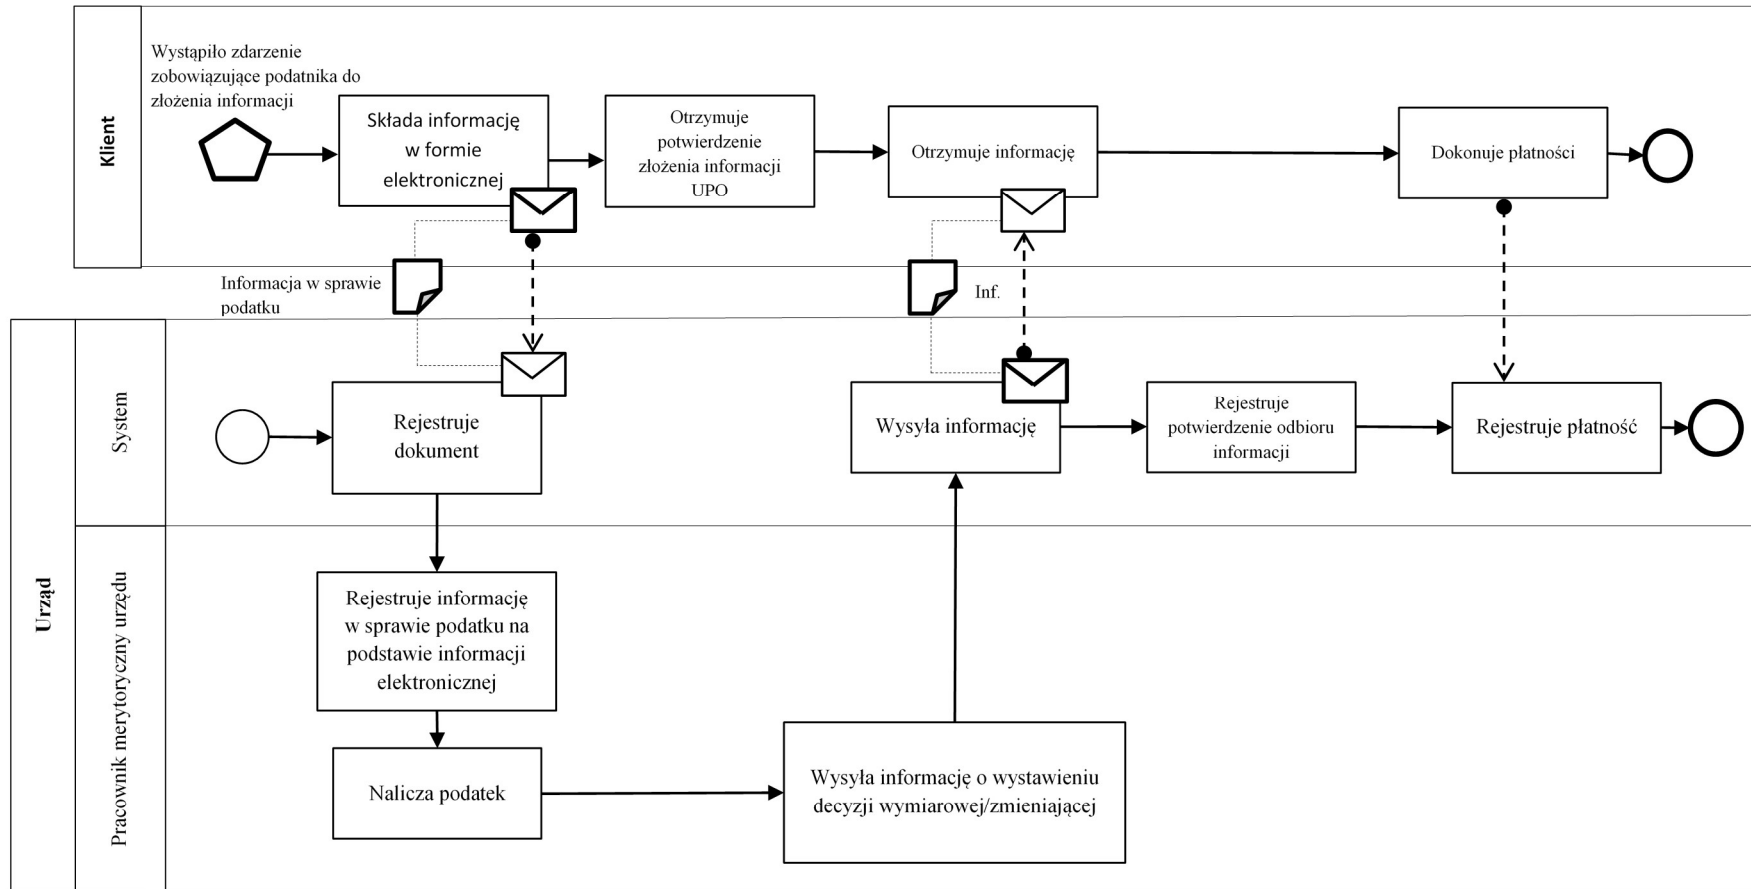 Klient
Wystąpiło zdarzenie
zobowiązujące podatnika do
złożenia informacji
Składa informację
w formie
elektronicznej
Otrzymuje
potwierdzenie
złożenia informacji
UPO
Otrzymuje informację
Dokonuje płatności
Informacja w sprawie
podatku
Inf.
Urząd
System
Rejestruje
dokument
Wysyła informację
Rejestruje
potwierdzenie odbioru
informacji
Rejestruje płatność
Pracownik merytoryczny urzędu
Rejestruje informację
w sprawie podatku na
podstawie informacji
elektronicznej
Nalicza podatek
Wysyła informację o wystawieniu
decyzji wymiarowej/zmieniającej